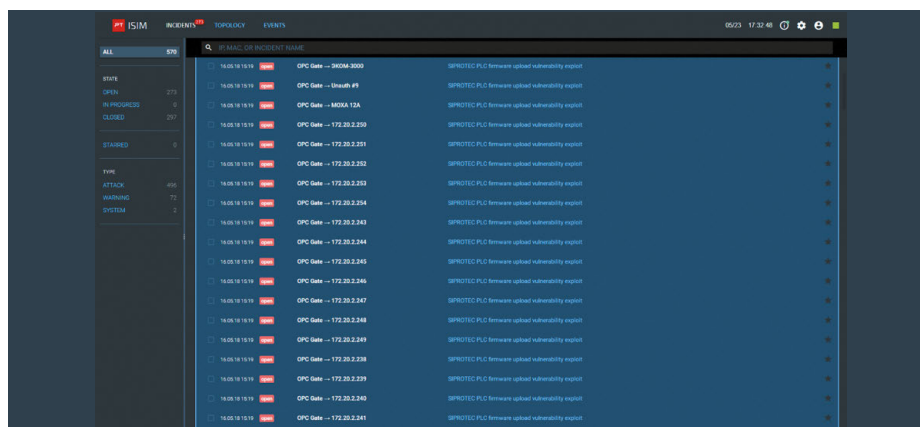 PT ISIM INCIDENTS 273 TOPOLOGY EVENTS 05/23 17:32:48
ALL 570
IP, MAC, OR INCIDENT NAME
STATE
OPEN 273
IN PROGRESS 0
CLOSED 297
STARRED 0
TYPE
ATTACK 496
WARNING 72
SYSTEM 2
16.05.18 15:19 open OPC Gate → ЭКОМ-3000 SIPROTEC PLC firmware upload vulnerability exploit
16.05.18 15:19 open OPC Gate → Unauth #9 SIPROTEC PLC firmware upload vulnerability exploit
16.05.18 15:19 open OPC Gate → MOXA 12A SIPROTEC PLC firmware upload vulnerability exploit
16.05.18 15:19 open OPC Gate → 172.20.2.250 SIPROTEC PLC firmware upload vulnerability exploit
16.05.18 15:19 open OPC Gate → 172.20.2.251 SIPROTEC PLC firmware upload vulnerability exploit
16.05.18 15:19 open OPC Gate → 172.20.2.252 SIPROTEC PLC firmware upload vulnerability exploit
16.05.18 15:19 open OPC Gate → 172.20.2.253 SIPROTEC PLC firmware upload vulnerability exploit
16.05.18 15:19 open OPC Gate → 172.20.2.254 SIPROTEC PLC firmware upload vulnerability exploit
16.05.18 15:19 open OPC Gate → 172.20.2.243 SIPROTEC PLC firmware upload vulnerability exploit
16.05.18 15:19 open OPC Gate → 172.20.2.244 SIPROTEC PLC firmware upload vulnerability exploit
16.05.18 15:19 open OPC Gate → 172.20.2.245 SIPROTEC PLC firmware upload vulnerability exploit
16.05.18 15:19 open OPC Gate → 172.20.2.246 SIPROTEC PLC firmware upload vulnerability exploit
16.05.18 15:19 open OPC Gate → 172.20.2.247 SIPROTEC PLC firmware upload vulnerability exploit
16.05.18 15:19 open OPC Gate → 172.20.2.248 SIPROTEC PLC firmware upload vulnerability exploit
16.05.18 15:19 open OPC Gate → 172.20.2.249 SIPROTEC PLC firmware upload vulnerability exploit
16.05.18 15:19 open OPC Gate → 172.20.2.238 SIPROTEC PLC firmware upload vulnerability exploit
16.05.18 15:19 open OPC Gate → 172.20.2.239 SIPROTEC PLC firmware upload vulnerability exploit
16.05.18 15:19 open OPC Gate → 172.20.2.240 SIPROTEC PLC firmware upload vulnerability exploit
16.05.18 15:19 open OPC Gate → 172.20.2.241 SIPROTEC PLC firmware upload vulnerability exploit